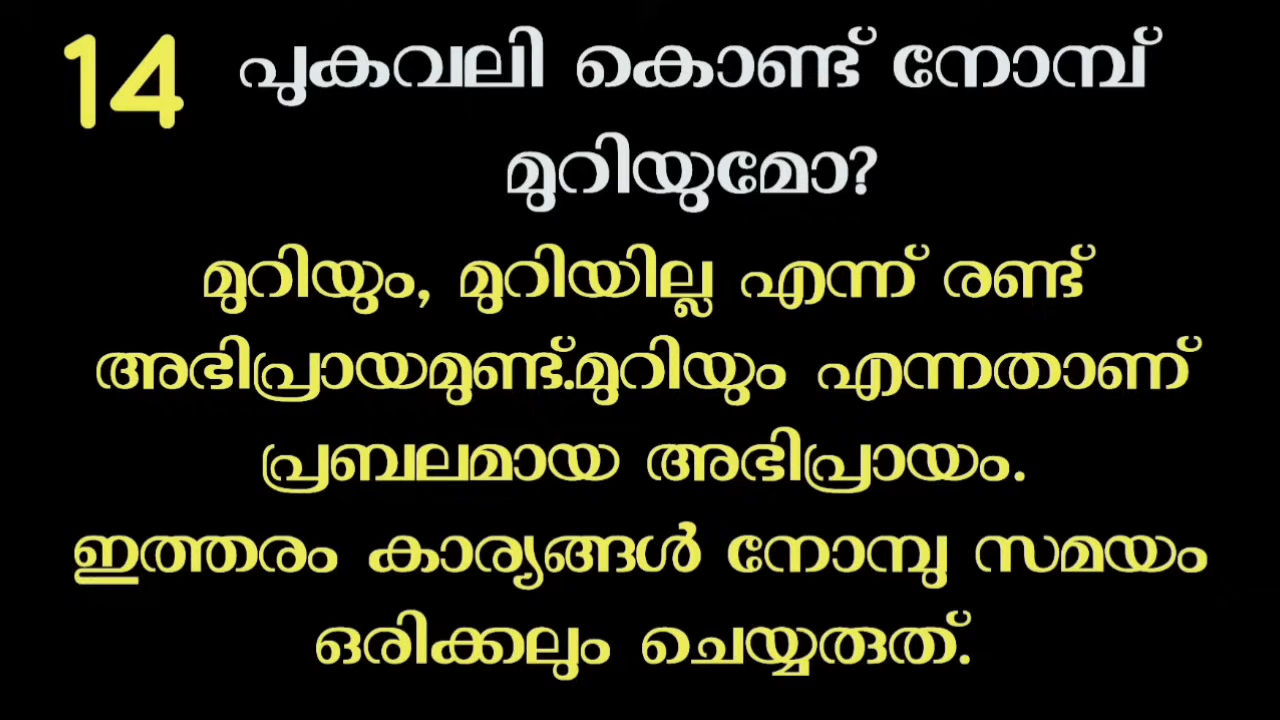 14 പുകവലി കൊണ്ട് നോമ്പ്
മുറിയുമോ?
മുറിയും, മുറിയില്ല എന്ന് രണ്ട്
അഭിപ്രായമുണ്ട്.മുറിയും എന്നതാണ്
പ്രബലമായ അഭിപ്രായം.
ഇത്തരം കാര്യങ്ങൾ നോമ്പു സമയം
ഒരിക്കലും ചെയ്യരുത്.